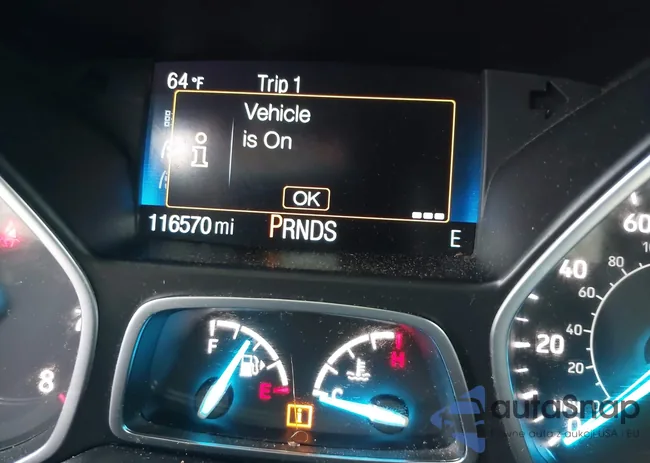 64°F Trip 1
Vehicle
is On
i
OK
116570 mi PRNDS E
F E
C H
8
20
40
60
20
40
60
80
autoSnap